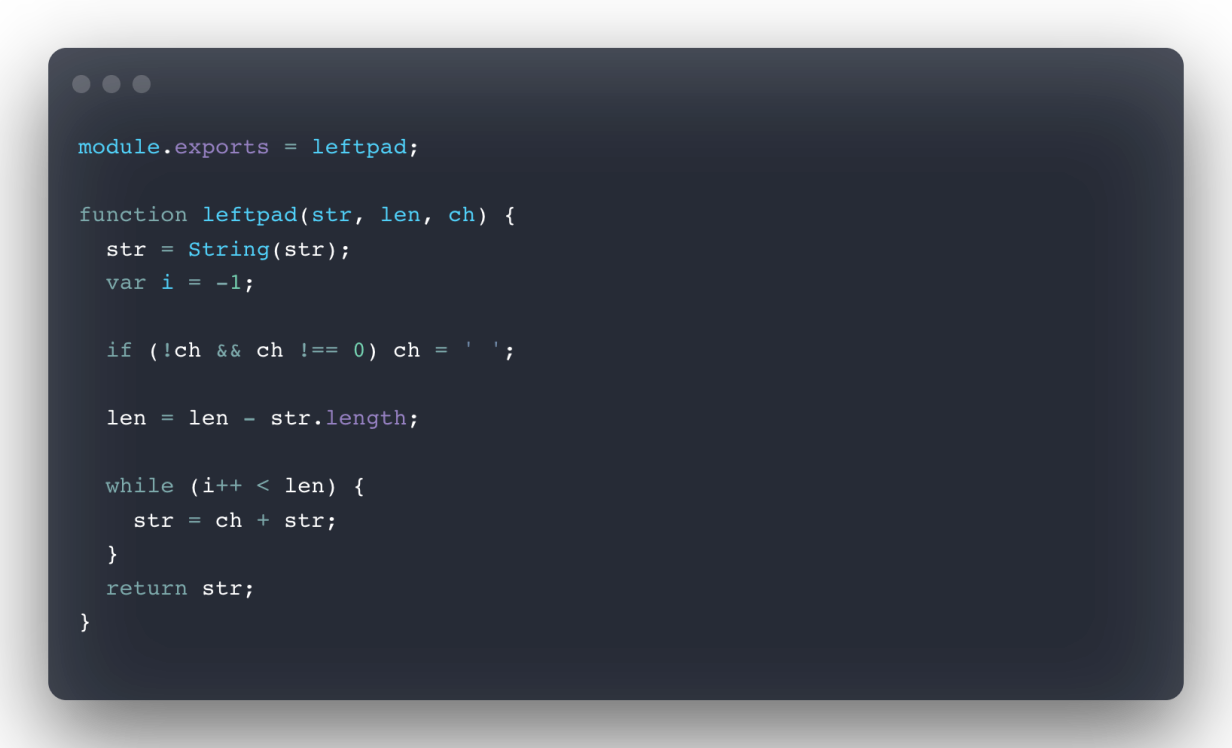 module.exports = leftpad;

function leftpad(str, len, ch) {
  str = String(str);
  var i = -1;

  if (!ch && ch !== 0) ch = ' ';

  len = len - str.length;

  while (i++ < len) {
    str = ch + str;
  }
  return str;
}